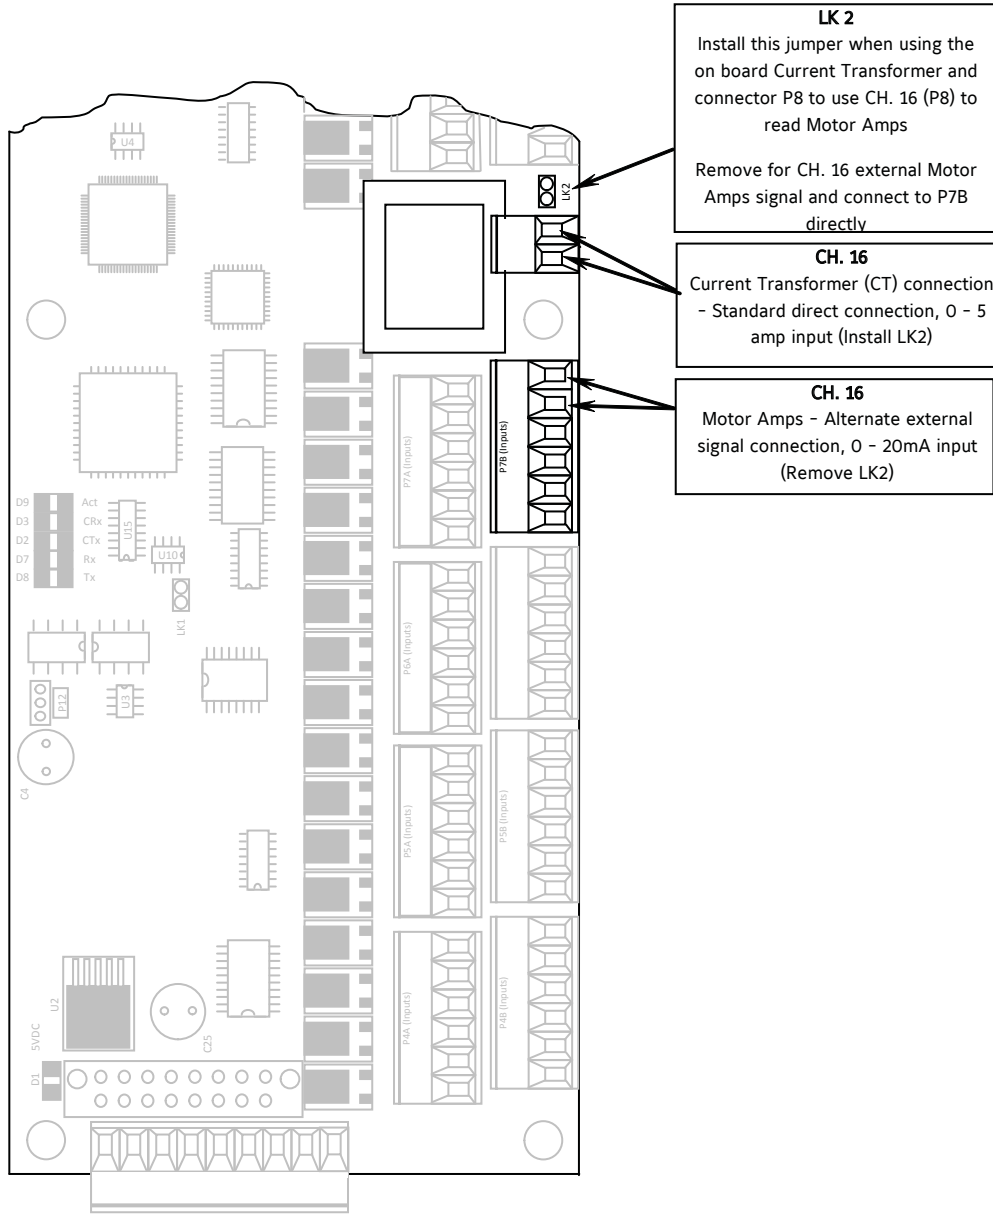 LK 2
Install this jumper when using the
on board Current Transformer and
connector P8 to use CH. 16 (P8) to
read Motor Amps
Remove for CH. 16 external Motor
Amps signal and connect to P7B
directly
CH. 16
Current Transformer (CT) connection
- Standard direct connection, 0 - 5
amp input (Install LK2)
CH. 16
Motor Amps - Alternate external
signal connection, 0 - 20mA input
(Remove LK2)
U4
LK2
P7A (Inputs)
P7B (Inputs)
D9 Act
D3 CRx
D2 CTx
D7 Rx
D8 Tx
U15
U10
LK1
P6A (Inputs)
P12
U3
C4
P5A (Inputs)
P5B (Inputs)
U2
5VDC
C25
P4A (Inputs)
P4B (Inputs)
D1